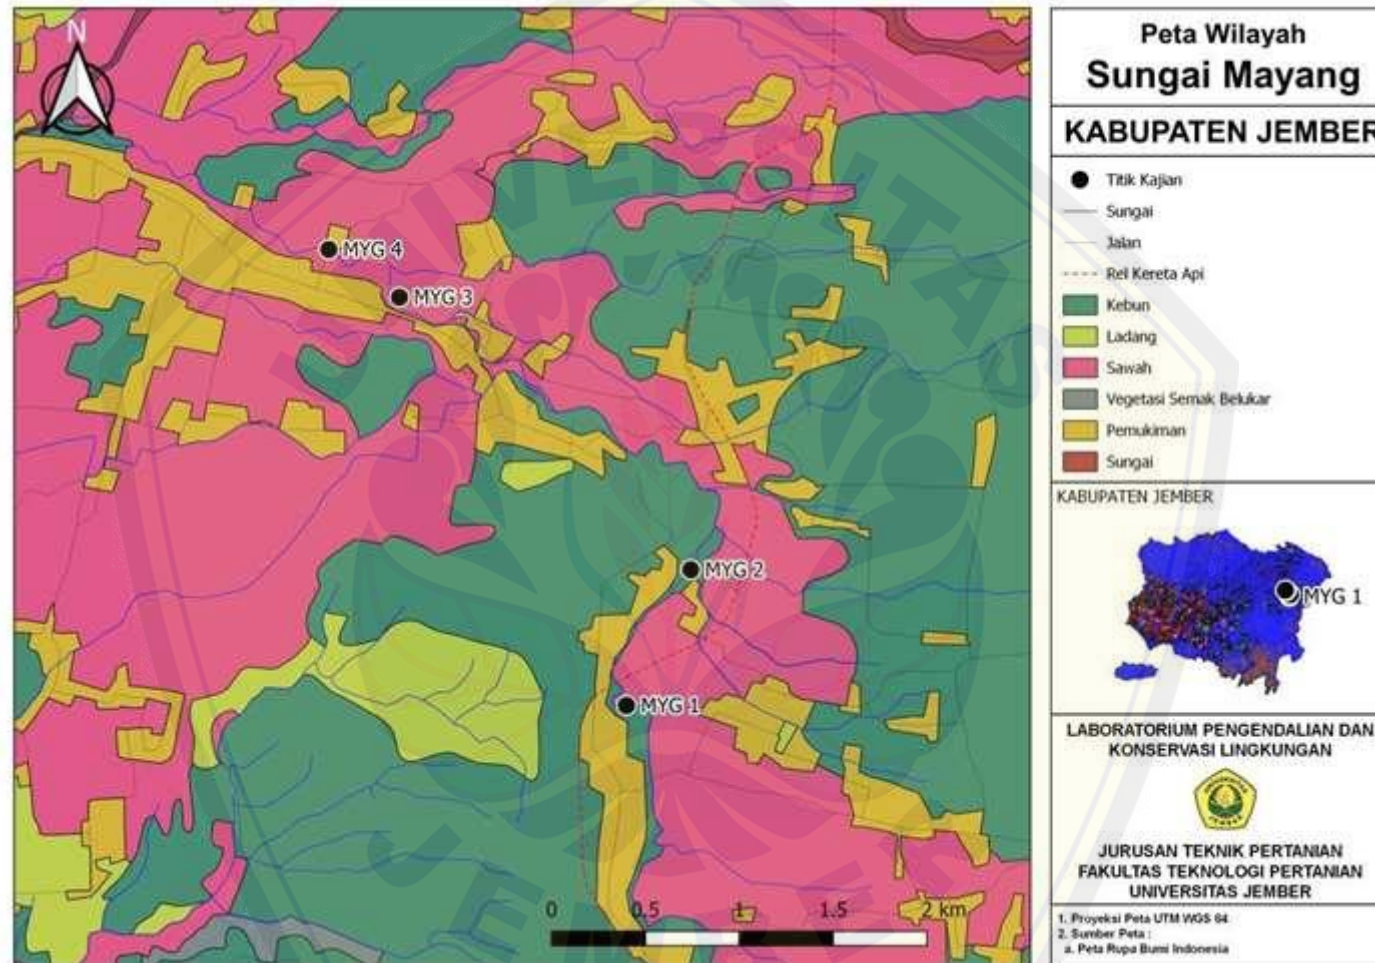 N
MYG 4
MYG 3
MYG 2
MYG 1
0 0.5 1 1.5 2 km
Peta Wilayah
Sungai Mayang
KABUPATEN JEMBER
Titik Kajian
Sungai
Jalan
Rel Kereta Api
Kebun
Ladang
Sawah
Vegetasi Semak Belukar
Pemukiman
Sungai
KABUPATEN JEMBER
MYG 1
LABORATORIUM PENGENDALIAN DAN
KONSERVASI LINGKUNGAN
JEMBER
JURUSAN TEKNIK PERTANIAN
FAKULTAS TEKNOLOGI PERTANIAN
UNIVERSITAS JEMBER
1. Proyeksi Peta UTM WGS 84
2. Sumber Peta :
a. Peta Rupa Bumi Indonesia